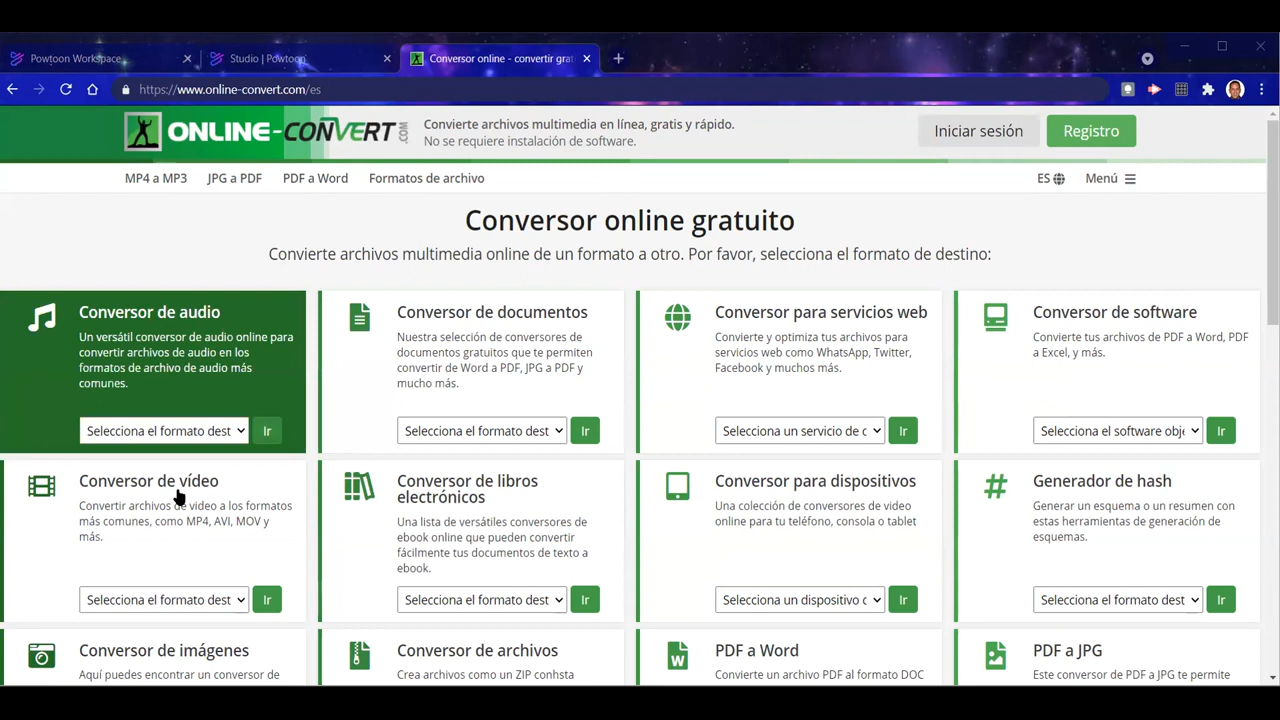 Powtoon Workspace
Studio | Powtoon
Conversor online - convertir grat
https://www.online-convert.com/es
ONLINE-CONVERT.COM
Convierte archivos multimedia en línea, gratis y rápido.
No se requiere instalación de software.
Iniciar sesión
Registro
MP4 a MP3
JPG a PDF
PDF a Word
Formatos de archivo
ES
Menú
Conversor online gratuito
Convierte archivos multimedia online de un formato a otro. Por favor, selecciona el formato de destino:
Conversor de audio
Un versátil conversor de audio online para
convertir archivos de audio en los
formatos de archivo de audio más
comunes.
Selecciona el formato dest
Ir
Conversor de documentos
Nuestra selección de conversores de
documentos gratuitos que te permiten
convertir de Word a PDF, JPG a PDF y
mucho más.
Selecciona el formato dest
Ir
Conversor para servicios web
Convierte y optimiza tus archivos para
servicios web como WhatsApp, Twitter,
Facebook y muchos más.
Selecciona un servicio de c
Ir
Conversor de software
Convierte tus archivos de PDF a Word, PDF
a Excel, y más.
Selecciona el software obje
Ir
Conversor de vídeo
Convertir archivos de video a los formatos
más comunes, como MP4, AVI, MOV y
más.
Selecciona el formato dest
Ir
Conversor de libros
electrónicos
Una lista de versátiles conversores de
ebook online que pueden convertir
fácilmente tus documentos de texto a
ebook.
Selecciona el formato dest
Ir
Conversor para dispositivos
Una colección de conversores de video
online para tu teléfono, consola o tablet
Selecciona un dispositivo c
Ir
Generador de hash
Generar un esquema o un resumen con
estas herramientas de generación de
esquemas.
Selecciona el formato dest
Ir
Conversor de imágenes
Aquí puedes encontrar un conversor de
Conversor de archivos
Crea archivos como un ZIP conhsta
PDF a Word
Convierte un archivo PDF al formato DOC
PDF a JPG
Este conversor de PDF a JPG te permite